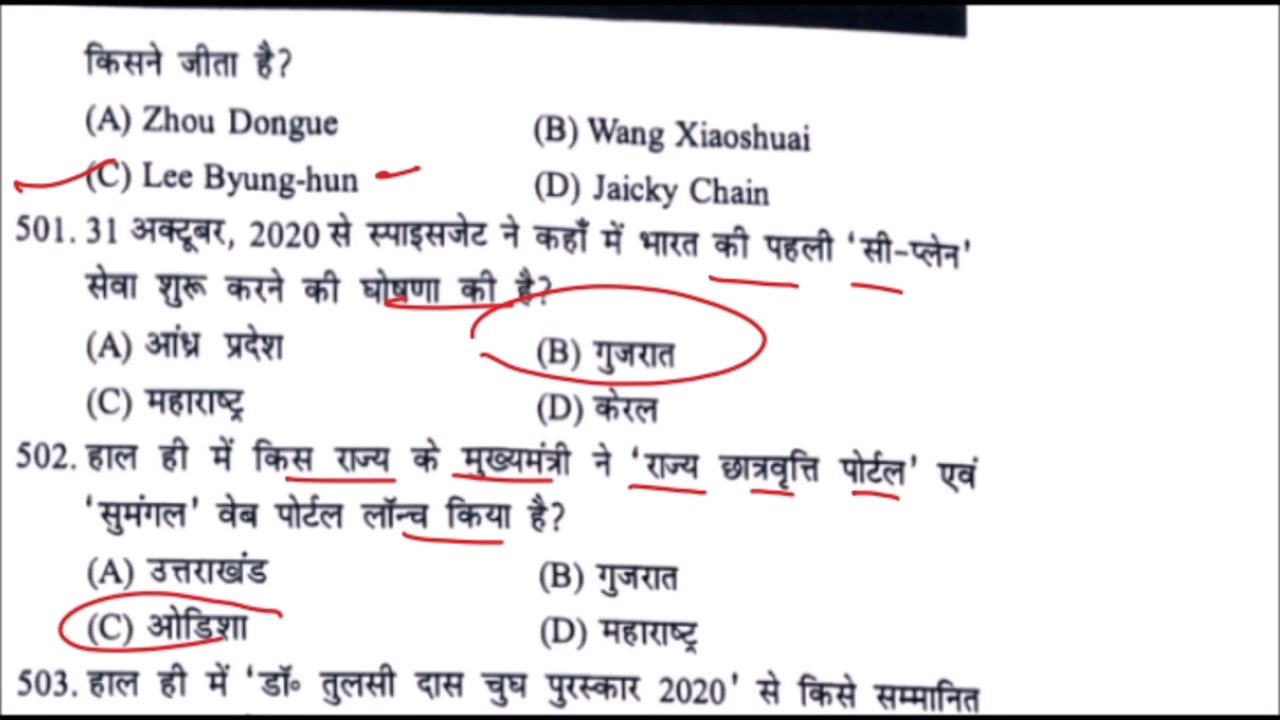 किसने जीता है?
(A) Zhou Dongue (B) Wang Xiaoshuai
(C) Lee Byung-hun (D) Jaicky Chain
501. 31 अक्टूबर, 2020 से स्पाइसजेट ने कहाँ में भारत की पहली ‘सी-प्लेन’
सेवा शुरू करने की घोषणा की है?
(A) आंध्र प्रदेश (B) गुजरात
(C) महाराष्ट्र (D) केरल
502. हाल ही में किस राज्य के मुख्यमंत्री ने ‘राज्य छात्रवृत्ति पोर्टल’ एवं
‘सुमंगल’ वेब पोर्टल लॉन्च किया है?
(A) उत्तराखंड (B) गुजरात
(C) ओडिशा (D) महाराष्ट्र
503. हाल ही में ‘डॉ॰ तुलसी दास चुघ पुरस्कार 2020’ से किसे सम्मानित